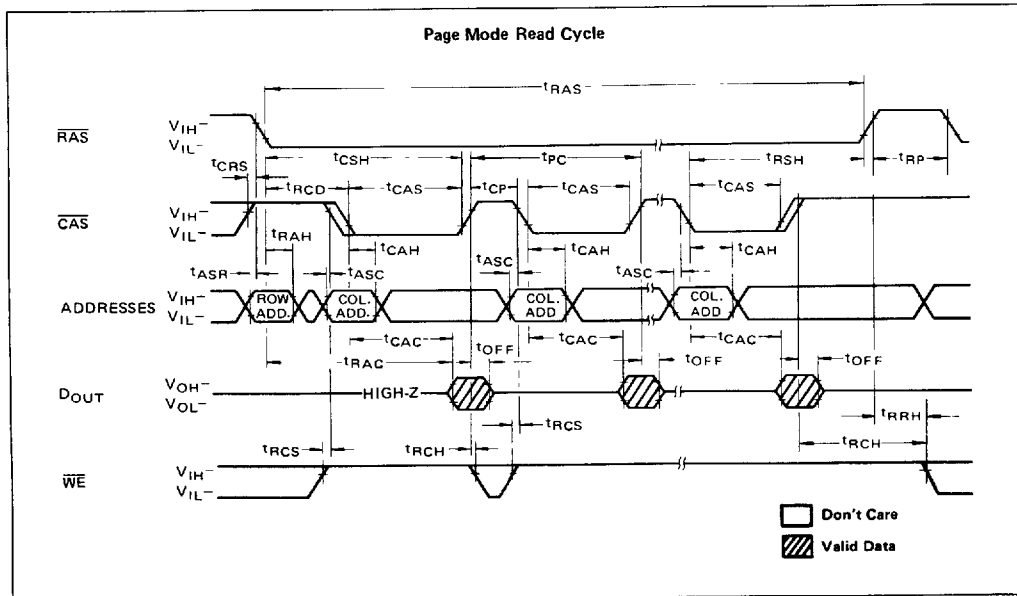 Page Mode Read Cycle
tRAS
RAS VIH
VIL
tCRS tCSH tPC tRSH tRP
tRCD tCAS tCP tCAS tCAS
CAS VIH
VIL
tRAH tCAH tCAH tCAH
tASR tASC tASC tASC
ADDRESSES VIH
VIL
ROW ADD. COL. ADD. COL. ADD COL. ADD
tCAC tCAC tCAC
tRAC tOFF tOFF tOFF
DOUT VOH
VOL
HIGH-Z
tRCS tRRH
tRCS tRCH tRCH
WE VIH
VIL
Don't Care
Valid Data